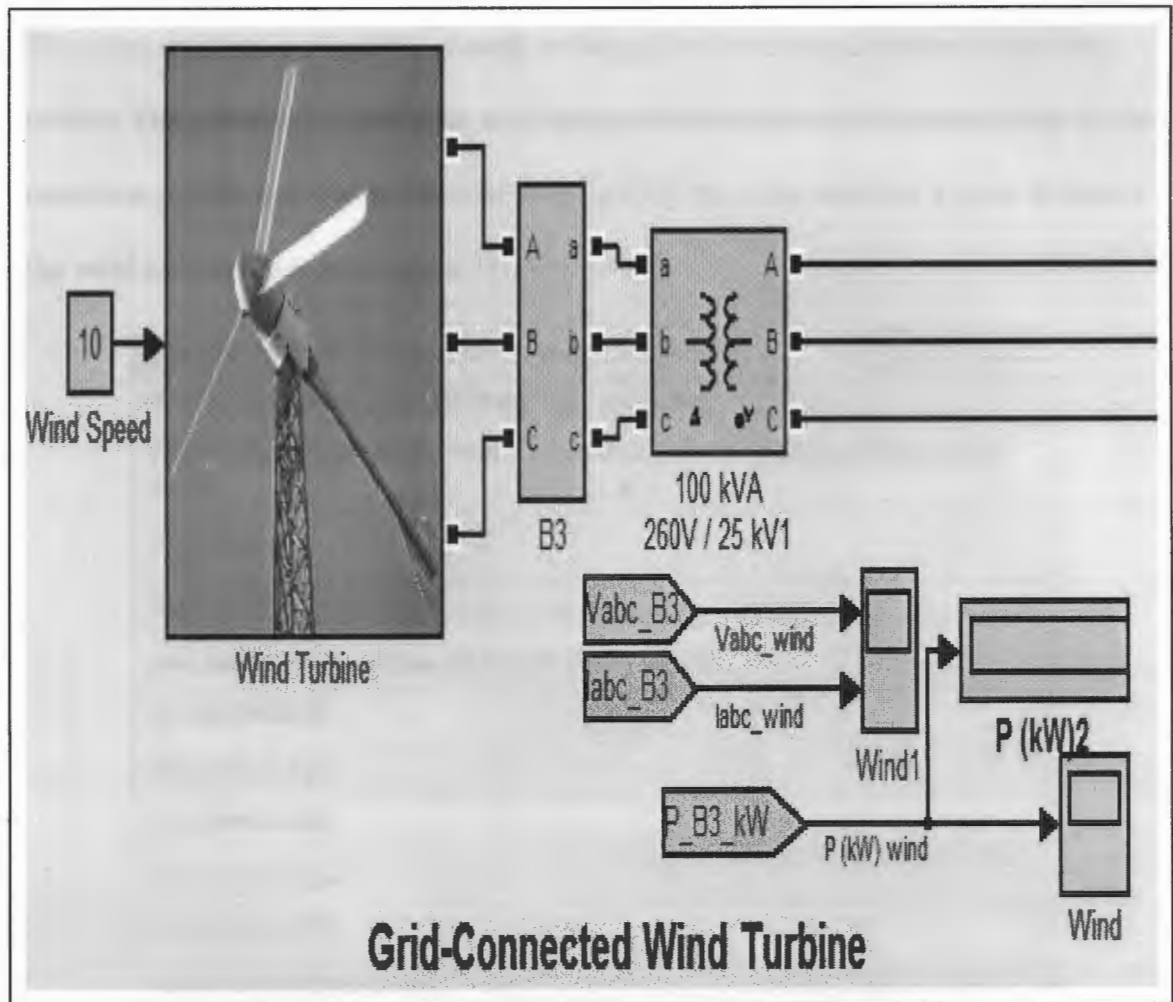 10
Wind Speed
Wind Turbine
A a
B b
C c
B3
a A
b B
c C
100 kVA
260V / 25 kV1
Vabc_B3
Vabc_wind
Iabc_B3
Iabc_wind
Wind1
P (kW)2
P_B3_kW
P (kW) wind
Wind
Grid-Connected Wind Turbine